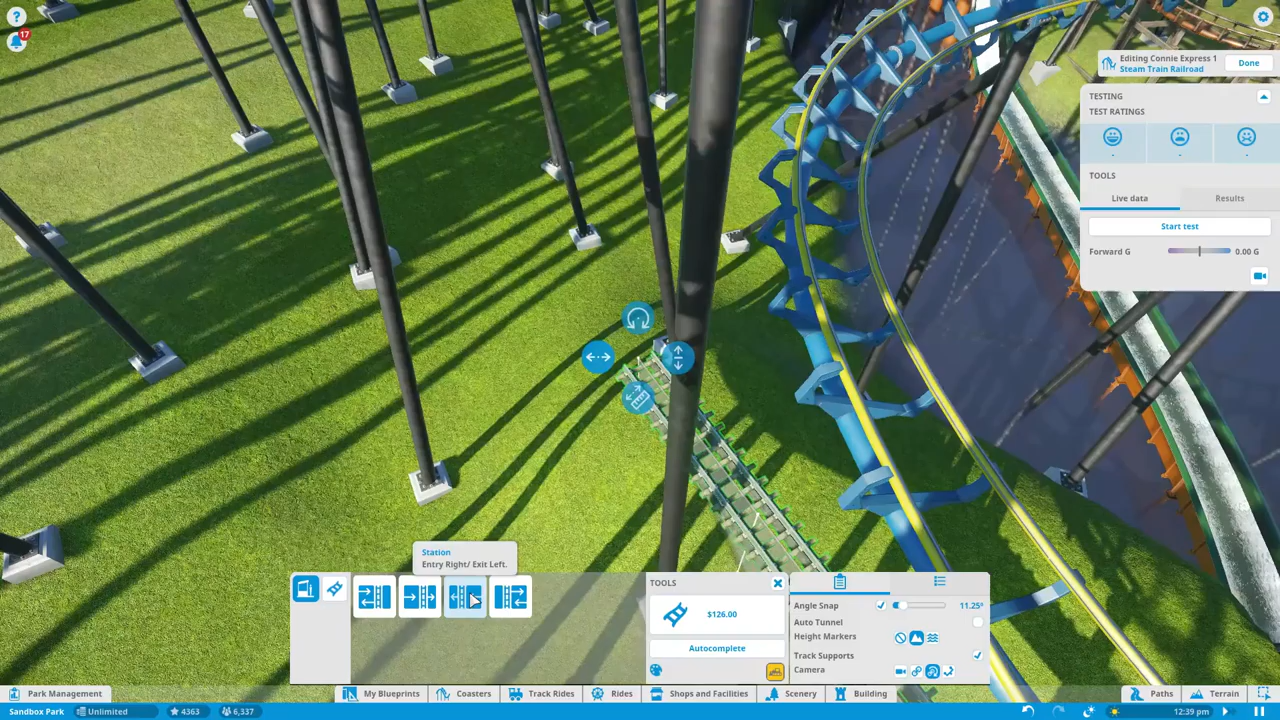 ?
17
Editing Connie Express 1
Steam Train Railroad
Done
TESTING
TEST RATINGS
- - -
TOOLS
Live data
Results
Start test
Forward G
0.00 G
Station
Entry Right/ Exit Left.
TOOLS
$126.00
Autocomplete
Angle Snap
11.25°
Auto Tunnel
Height Markers
Track Supports
Camera
Park Management
My Blueprints
Coasters
Track Rides
Rides
Shops and Facilities
Scenery
Building
Paths
Terrain
Sandbox Park
Unlimited
4363
6,337
12:39 pm